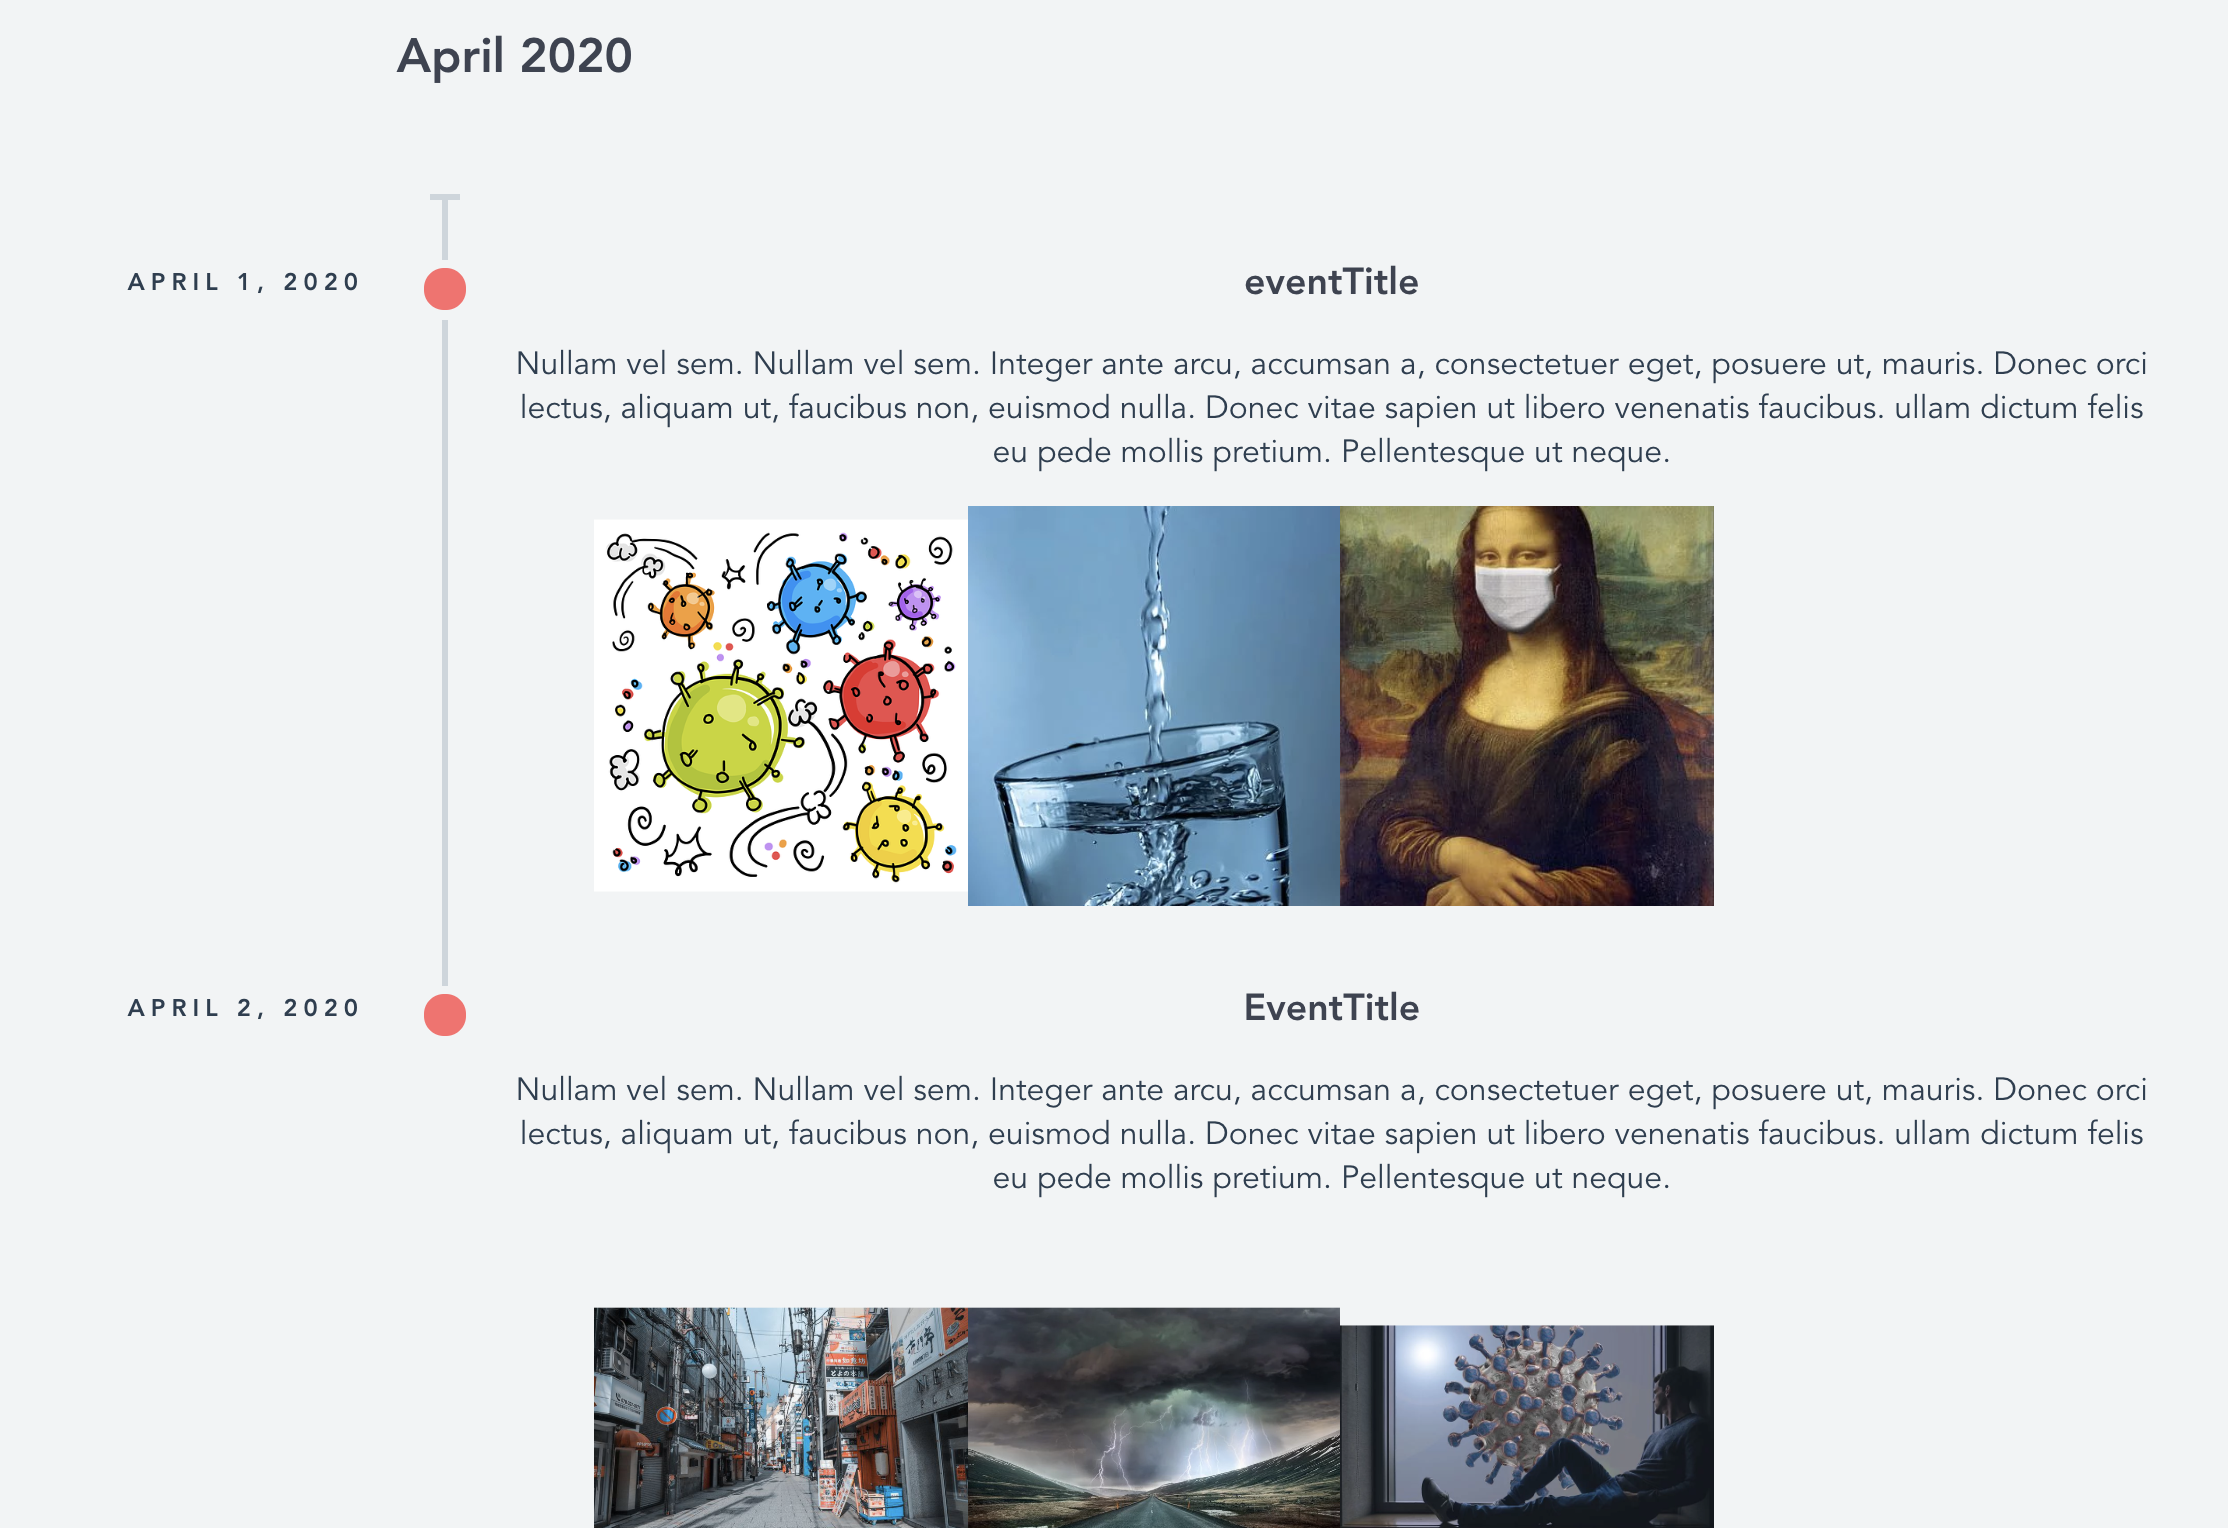 April 2020
APRIL 1, 2020
eventTitle
Nullam vel sem. Nullam vel sem. Integer ante arcu, accumsan a, consectetuer eget, posuere ut, mauris. Donec orci
lectus, aliquam ut, faucibus non, euismod nulla. Donec vitae sapien ut libero venenatis faucibus. ullam dictum felis
eu pede mollis pretium. Pellentesque ut neque.
APRIL 2, 2020
EventTitle
Nullam vel sem. Nullam vel sem. Integer ante arcu, accumsan a, consectetuer eget, posuere ut, mauris. Donec orci
lectus, aliquam ut, faucibus non, euismod nulla. Donec vitae sapien ut libero venenatis faucibus. ullam dictum felis
eu pede mollis pretium. Pellentesque ut neque.